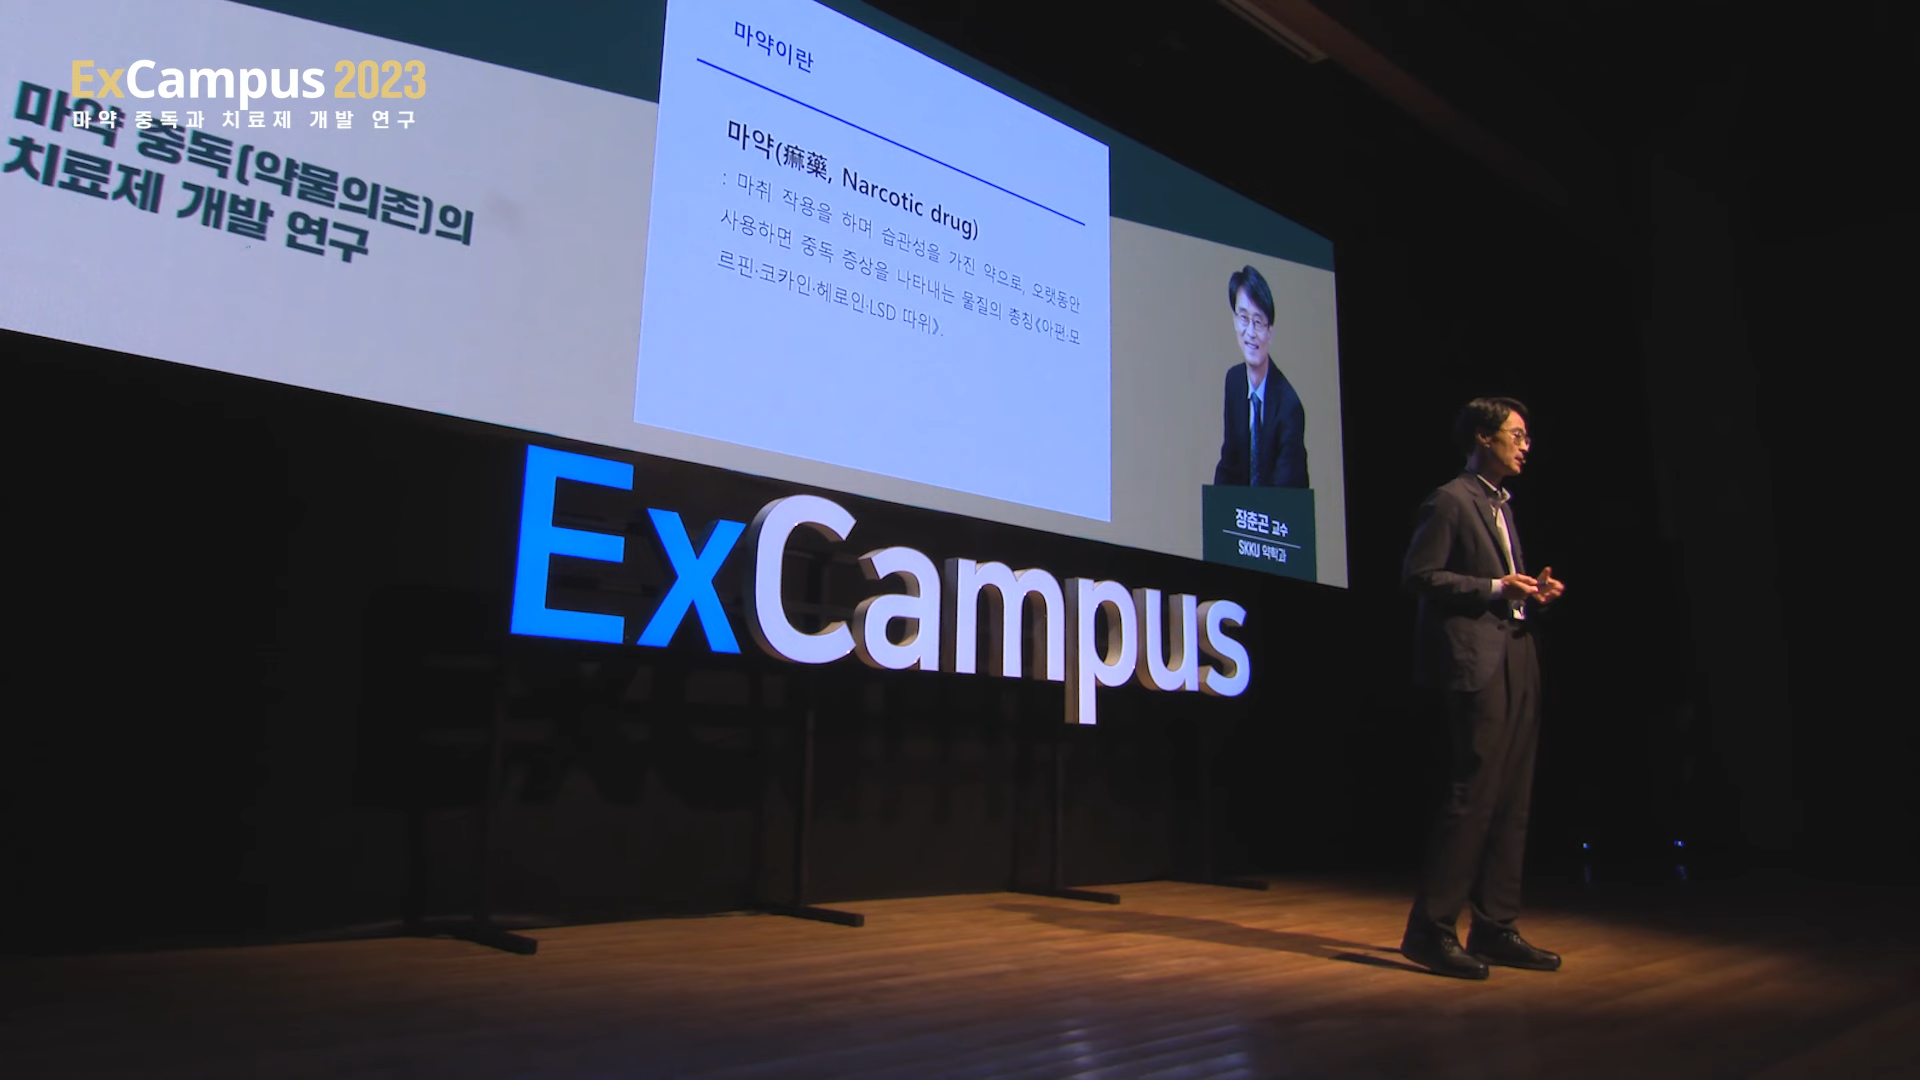 ExCampus 2023
마약 중독과 치료제 개발 연구
마약 중독(약물의존)의
치료제 개발 연구
마약이란
마약(痲藥, Narcotic drug)
: 마취 작용을 하며 습관성을 가진 약으로, 오랫동안
사용하면 중독 증상을 나타내는 물질의 총칭《아편·모
르핀·코카인·헤로인·LSD 따위》.
장춘곤 교수
SKKU 약학과
ExCampus